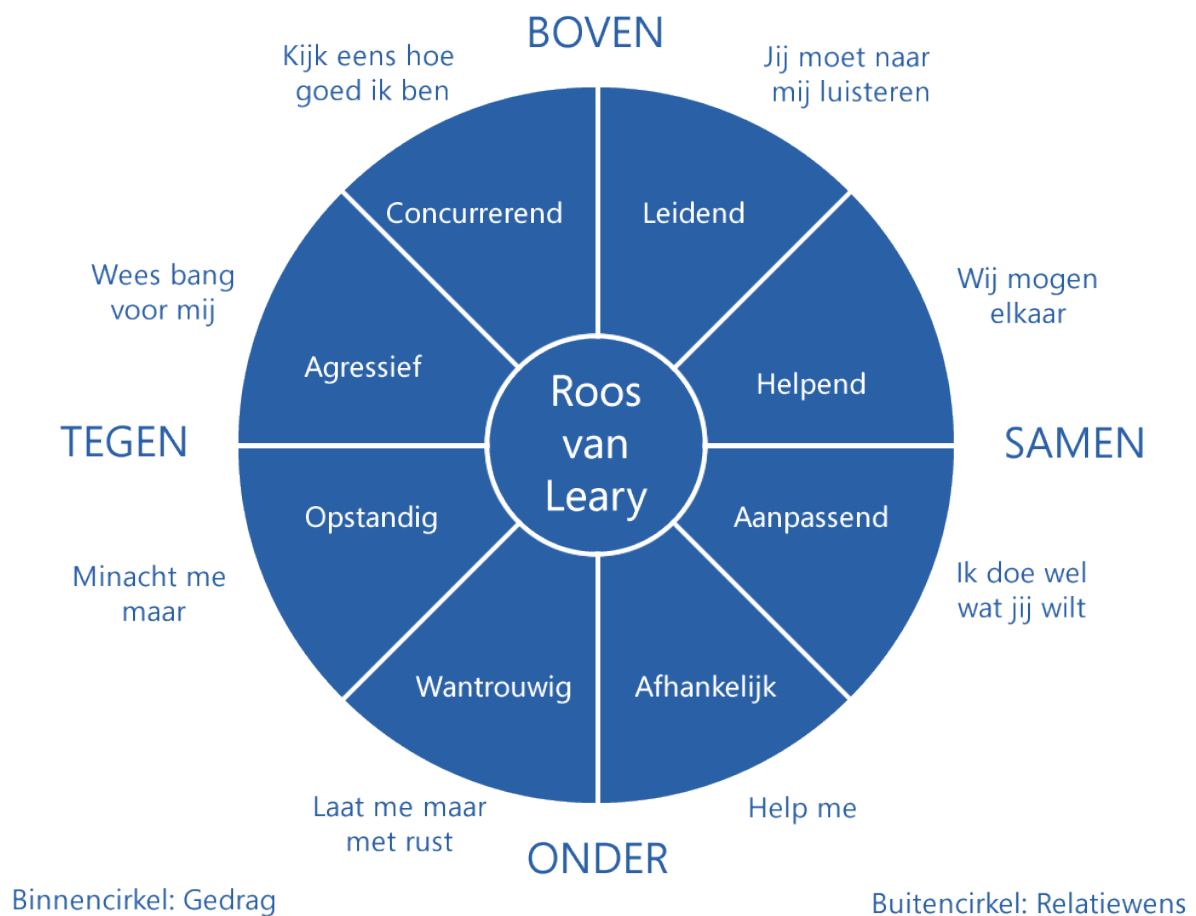 BOVEN
Kijk eens hoe
goed ik ben
Jij moet naar
mij luisteren
Concurrerend
Leidend
Wees bang
voor mij
Wij mogen
elkaar
Agressief
Helpend
Roos
van
Leary
TEGEN
SAMEN
Opstandig
Aanpassend
Minacht me
maar
Ik doe wel
wat jij wilt
Wantrouwig
Afhankelijk
Laat me maar
met rust
Help me
ONDER
Binnencirkel: Gedrag
Buitencirkel: Relatiewens